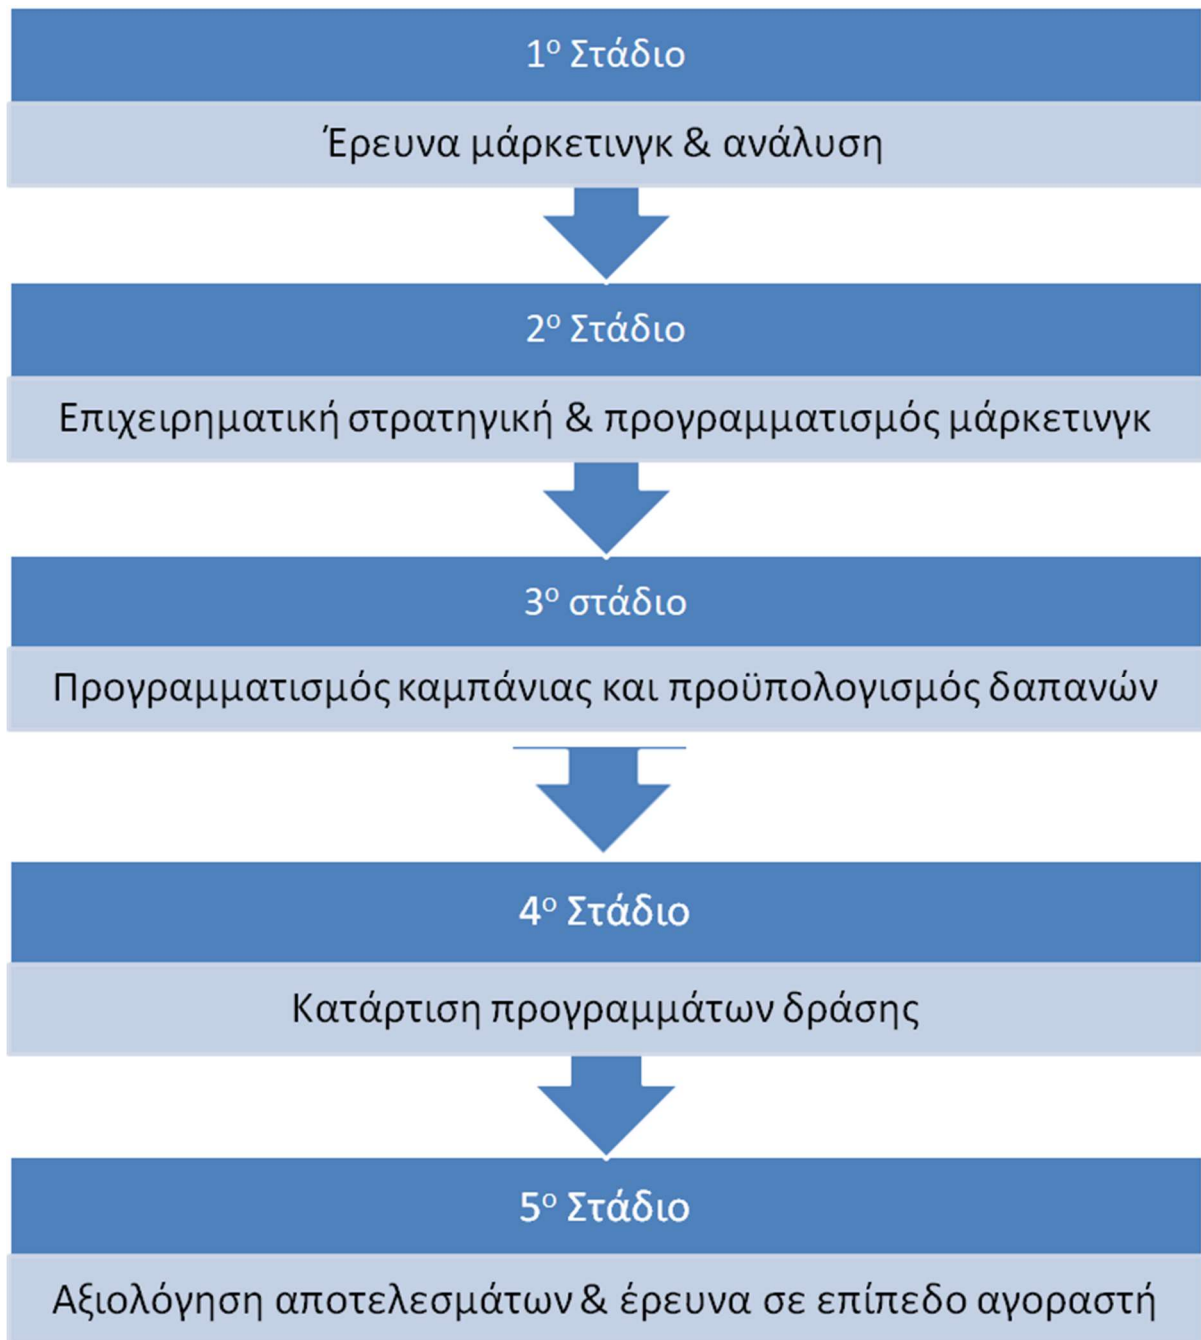 1ο Στάδιο
Έρευνα μάρκετινγκ & ανάλυση
2ο Στάδιο
Επιχειρηματική στρατηγική & προγραμματισμός μάρκετινγκ
3ο στάδιο
Προγραμματισμός καμπάνιας και προϋπολογισμός δαπανών
4ο Στάδιο
Κατάρτιση προγραμμάτων δράσης
5ο Στάδιο
Αξιολόγηση αποτελεσμάτων & έρευνα σε επίπεδο αγοραστή